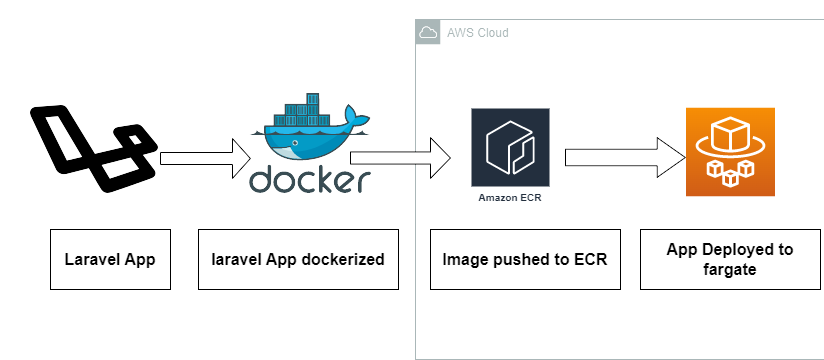 AWS Cloud
docker
Amazon ECR
Laravel App
laravel App dockerized
Image pushed to ECR
App Deployed to
fargate